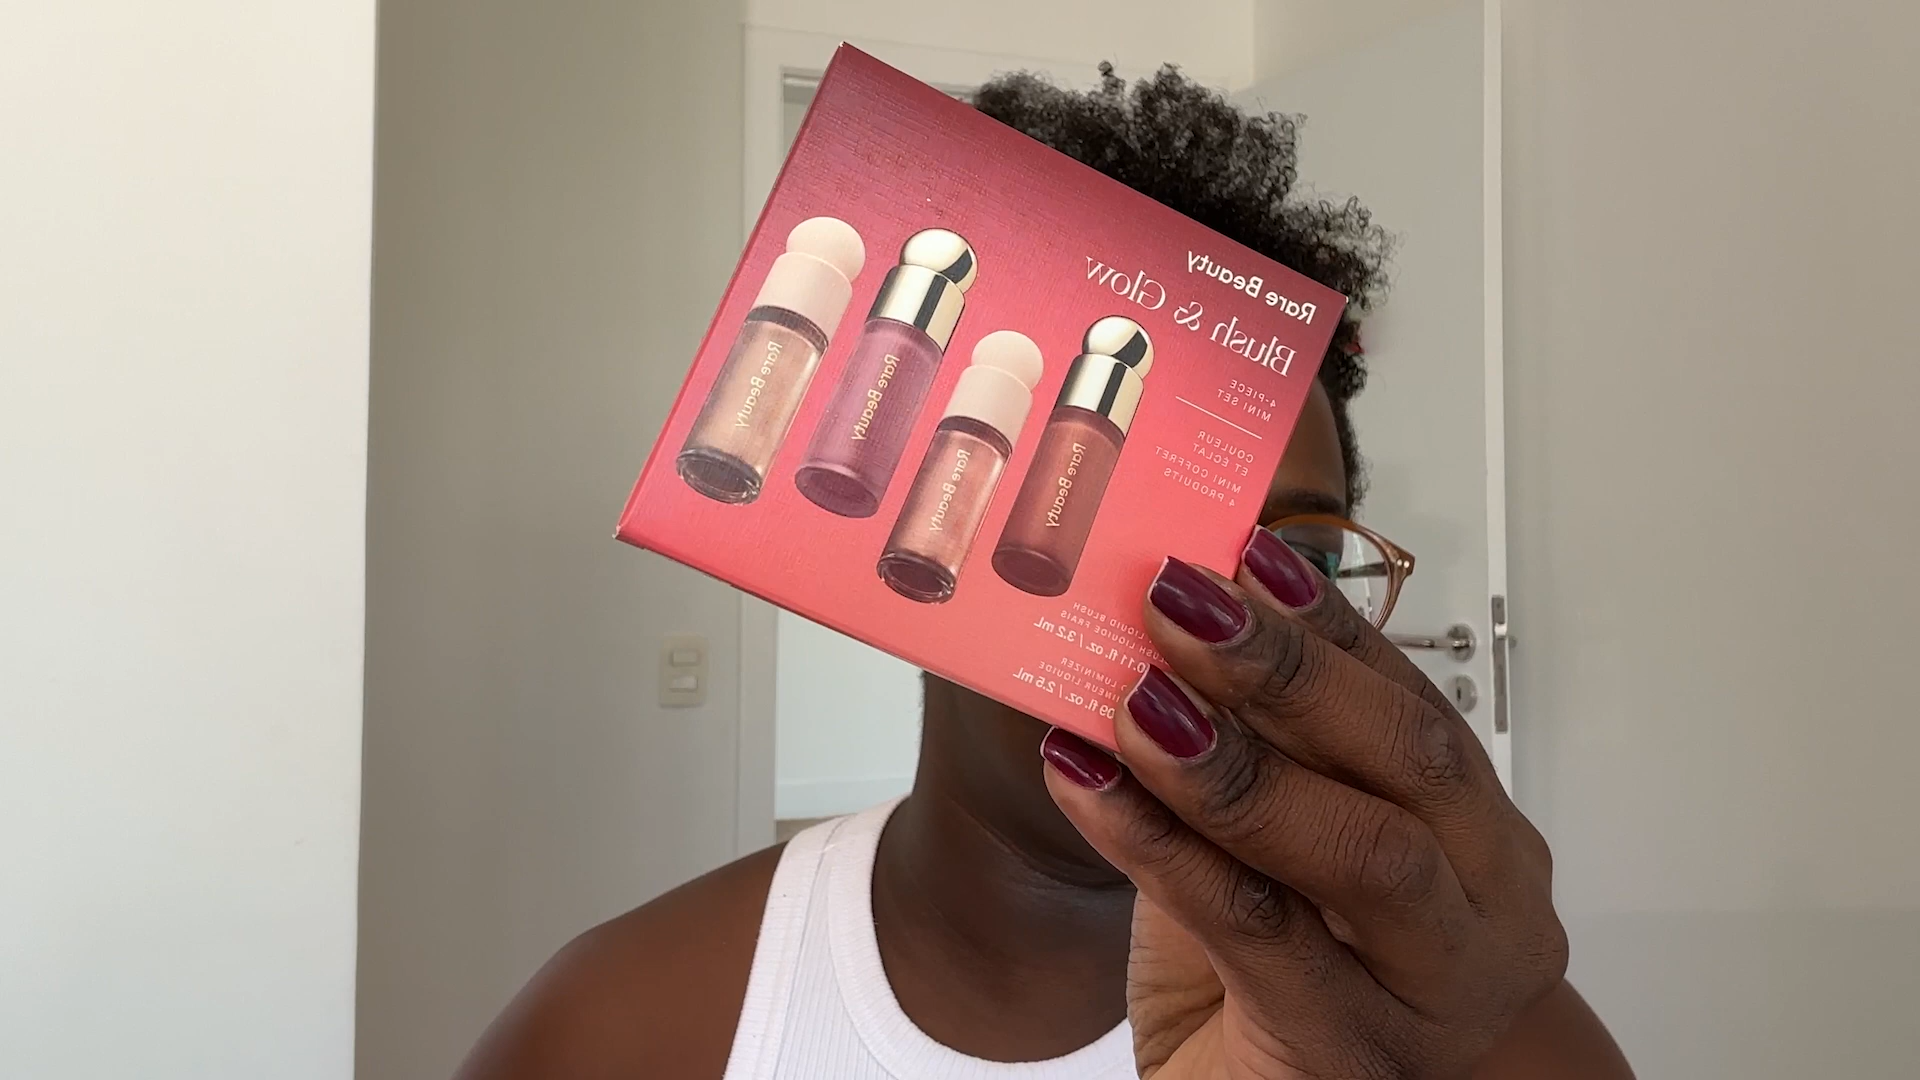 Rare Beauty
Blush & Glow
4-PIECE
MINI SET
COULEUR
ET ÉCLAT
MINI COFFRET
4 PRODUITS
Rare Beauty
Rare Beauty
Rare Beauty
Rare Beauty
LIQUID BLUSH
LIQUIDE FRAIS
0.11 fl. oz. / 3.2 mL
LUMINIZER
LIQUIDE
fl. oz. / 2.5 mL